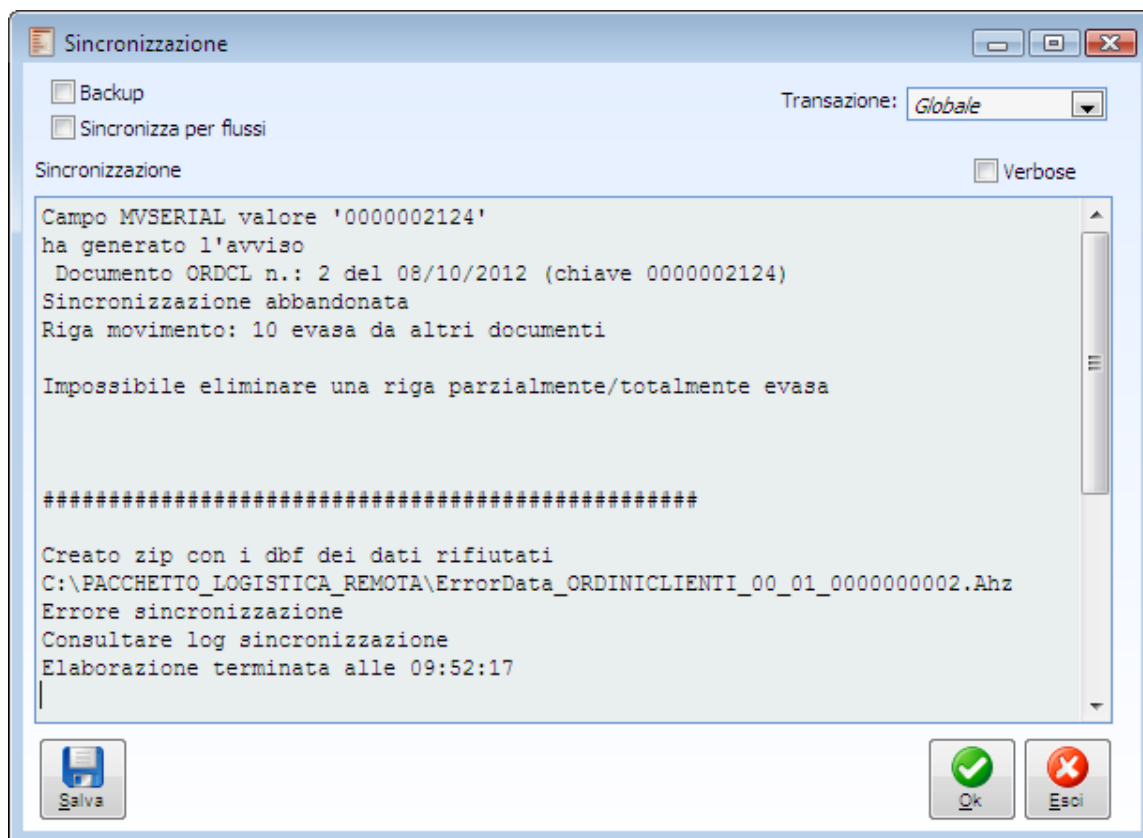 Sincronizzazione
Backup
Transazione: Globale
Sincronizza per flussi
Sincronizzazione
Verbose
Campo MVSERIAL valore '0000002124'
ha generato l'avviso
Documento ORDCL n.: 2 del 08/10/2012 (chiave 0000002124)
Sincronizzazione abbandonata
Riga movimento: 10 evasa da altri documenti
Impossibile eliminare una riga parzialmente/totalmente evasa
##################################################
Creato zip con i dbf dei dati rifiutati
C:\PACCHETTO_LOGISTICA_REMOTA\ErrorData_ORDINICLIENTI_00_01_0000000002.Ahz
Errore sincronizzazione
Consultare log sincronizzazione
Elaborazione terminata alle 09:52:17
Salva
Ok
Esci